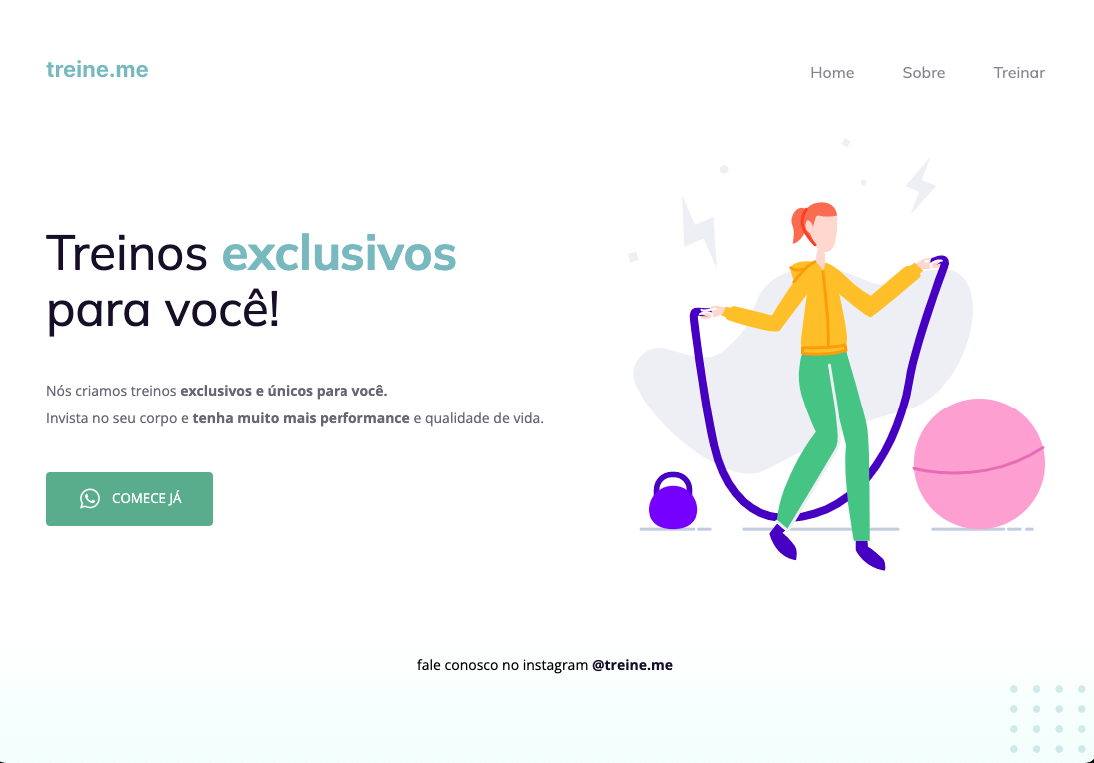 treine.me
Home Sobre Treinar
Treinos exclusivos
para você!
Nós criamos treinos exclusivos e únicos para você.
Invista no seu corpo e tenha muito mais performance e qualidade de vida.
COMECE JÁ
fale conosco no instagram @treine.me